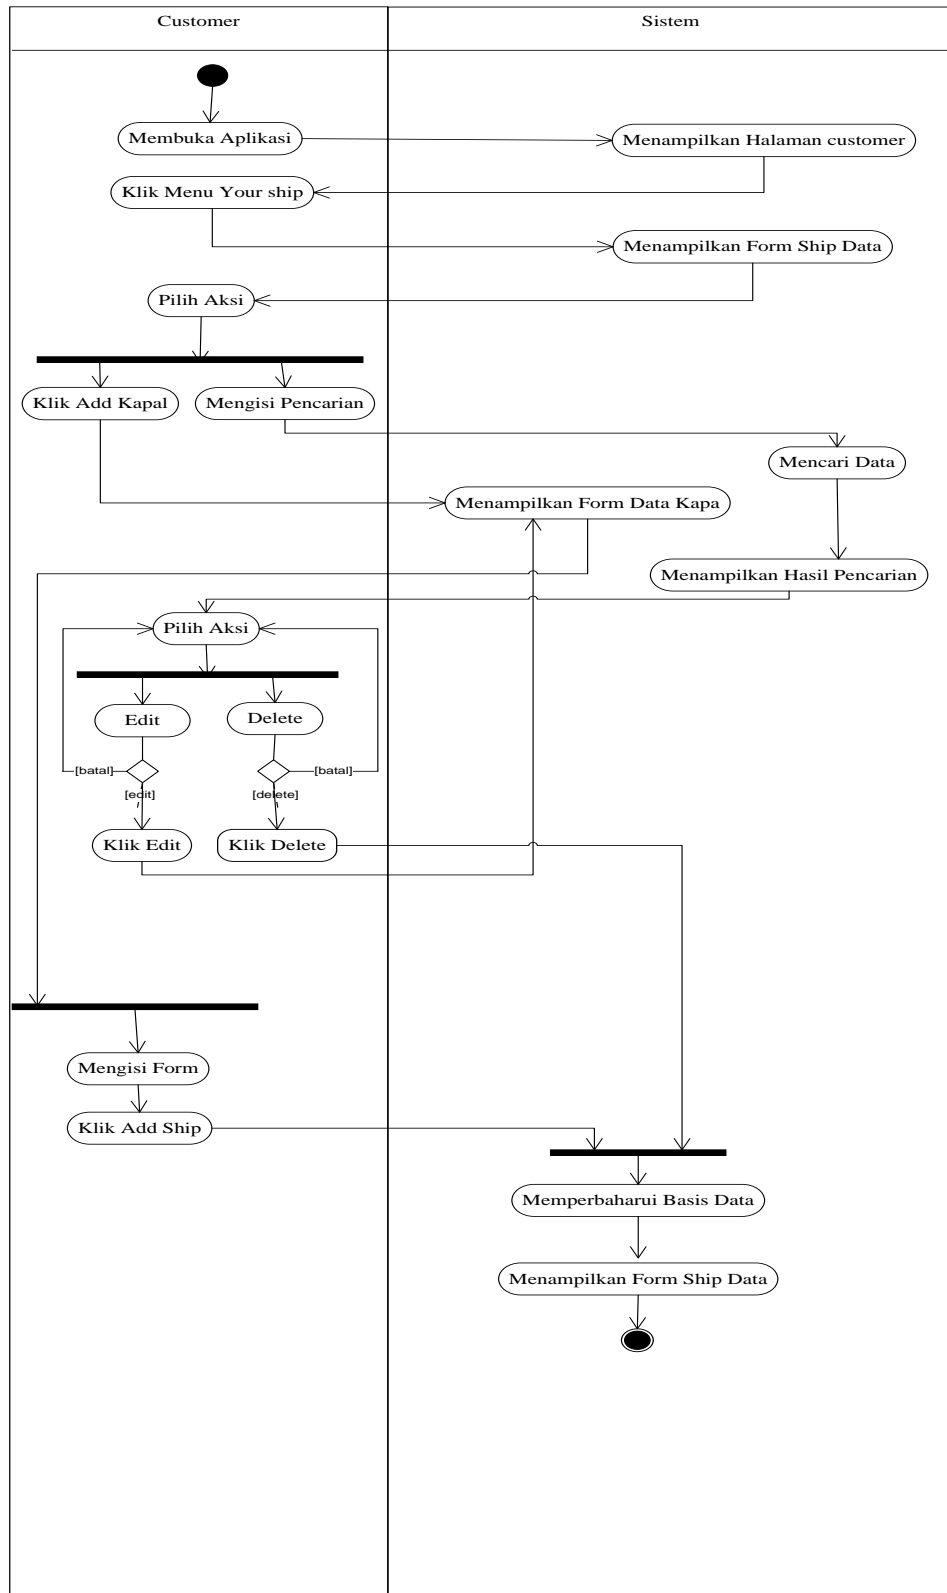 Customer
Sistem
Membuka Aplikasi
Menampilkan Halaman customer
Klik Menu Your ship
Menampilkan Form Ship Data
Pilih Aksi
Klik Add Kapal
Mengisi Pencarian
Mencari Data
Menampilkan Form Data Kapa
Menampilkan Hasil Pencarian
Pilih Aksi
Edit
Delete
[batal]
[batal]
[edit]
[delete]
Klik Edit
Klik Delete
Mengisi Form
Klik Add Ship
Memperbaharui Basis Data
Menampilkan Form Ship Data